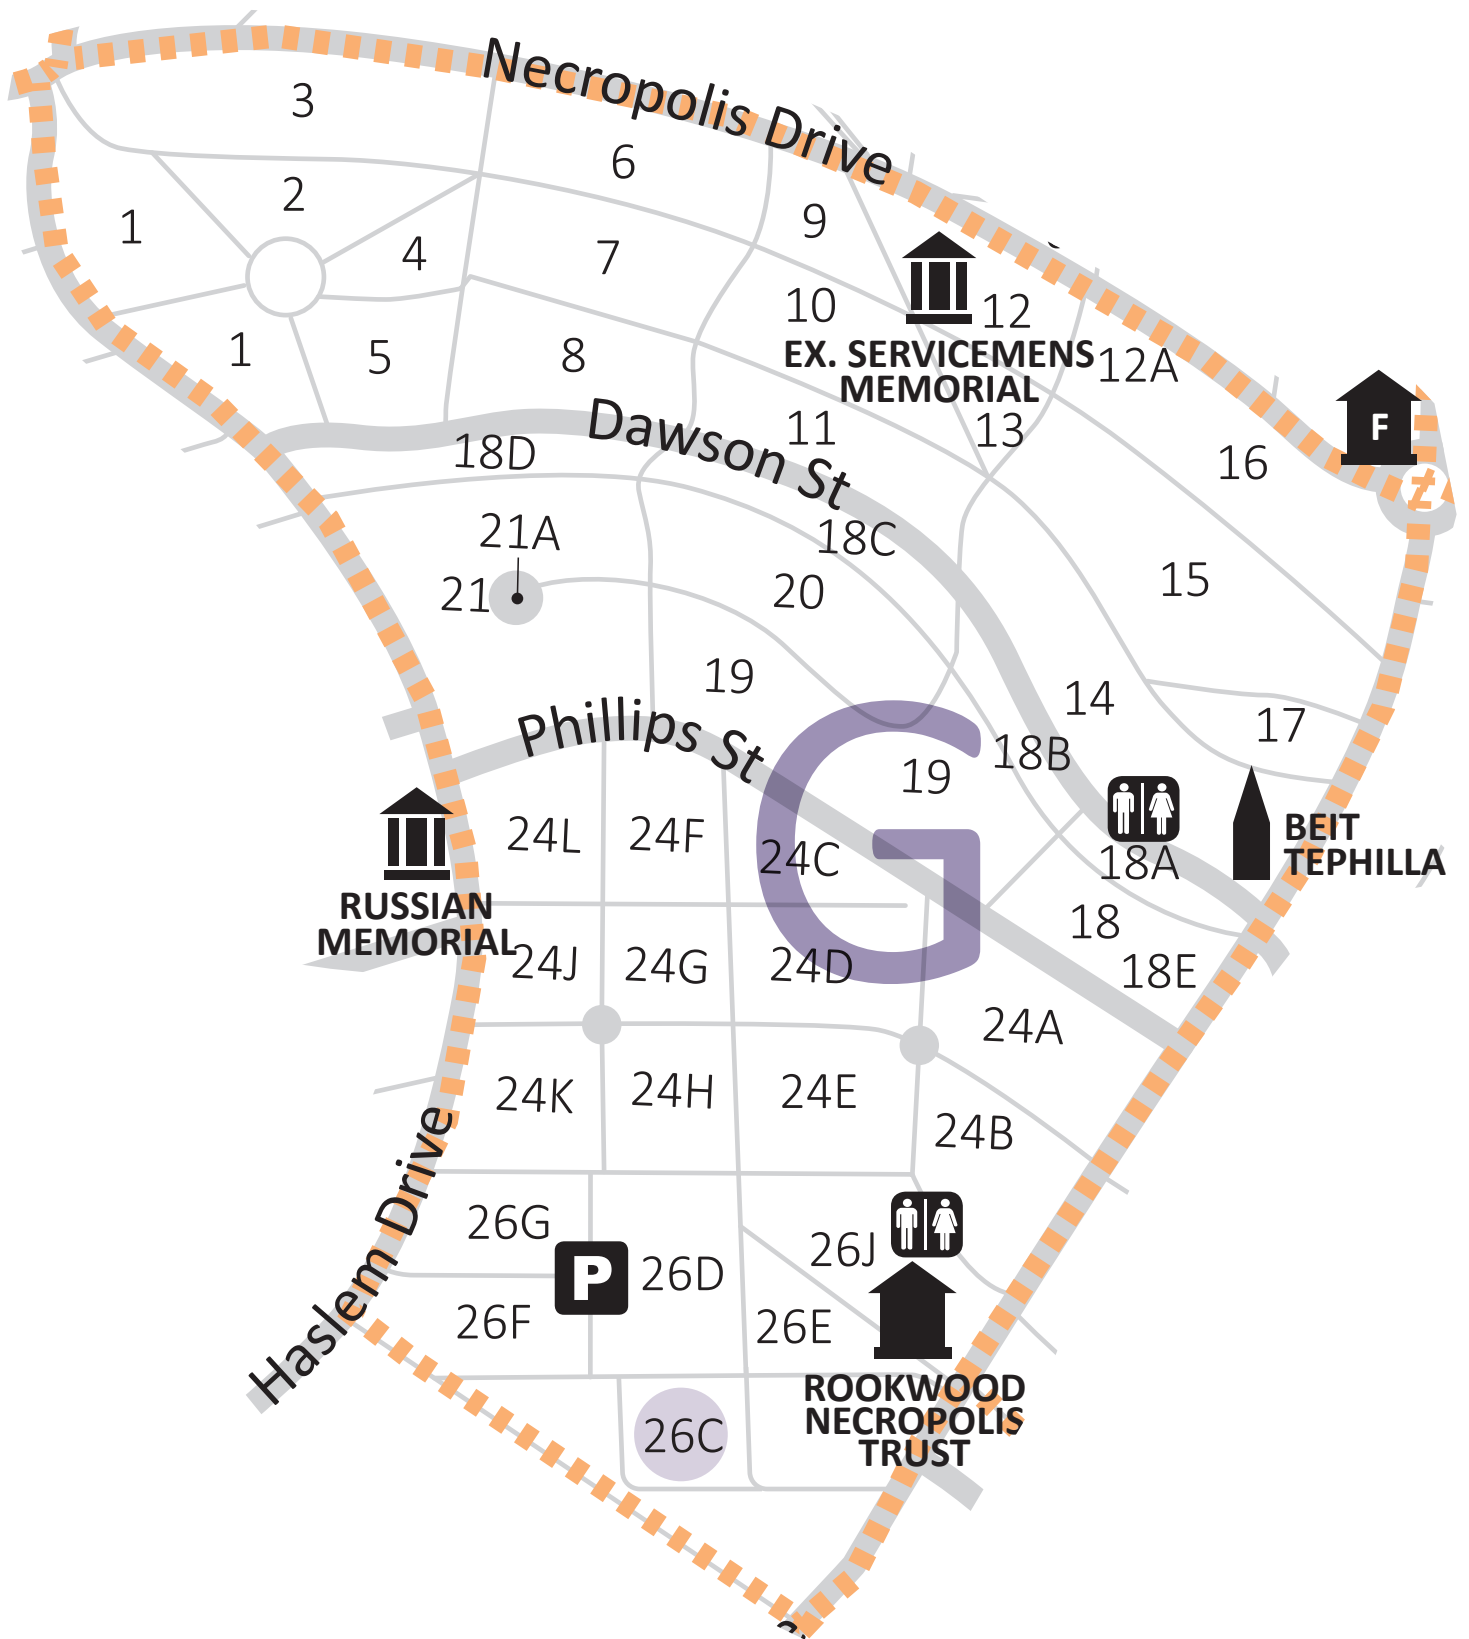 Necropolis Drive
3
6
2
1
9
4
7
10
12
EX. SERVICEMENS
MEMORIAL
1
5
8
12A
F
11
13
Dawson St
18D
16
21A
18C
21
20
15
19
14
17
Phillips St
18B
19
G
24L
24F
24C
18A
BEIT
TEPHILLA
RUSSIAN
MEMORIAL
18
24J
24G
24D
18E
24A
24K
24H
24E
24B
Haslem Drive
26G
26J
P
26D
26F
26E
ROOKWOOD
NECROPOLIS
TRUST
26C